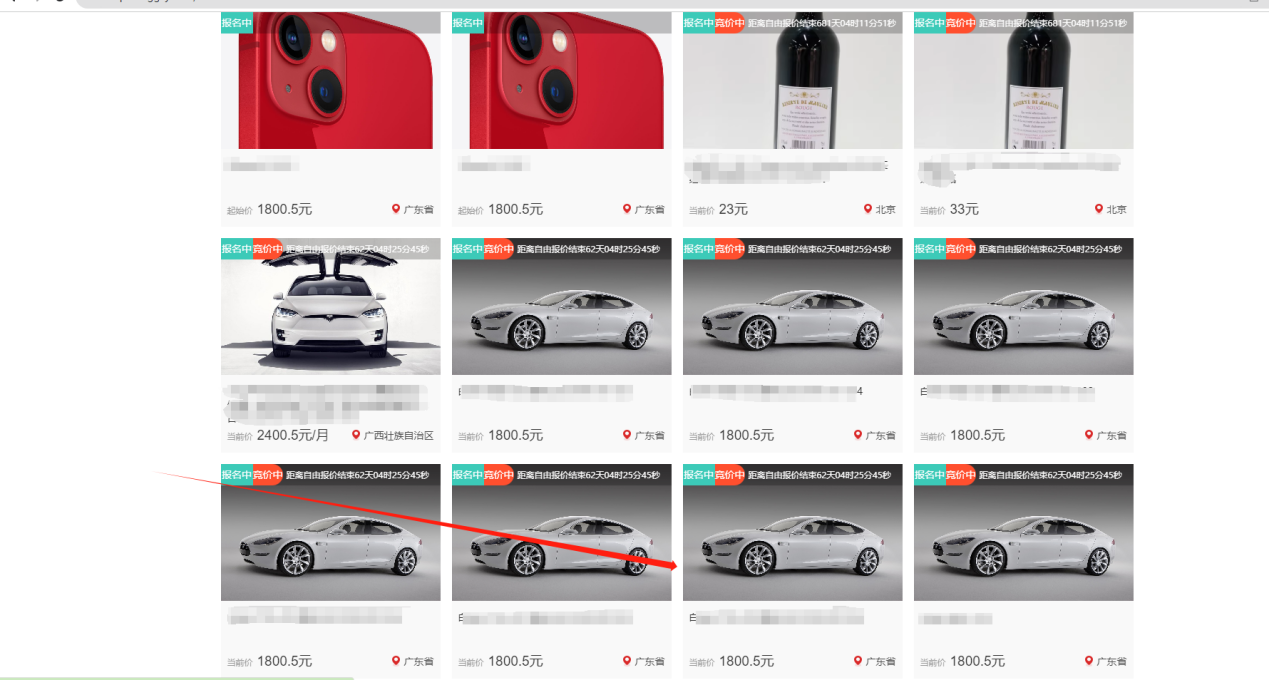 报名中
报名中
报名中 竞价中 距离自由报价结束681天04时11分51秒
报名中 竞价中 距离自由报价结束681天04时11分51秒
起始价 1800.5元 广东省
起始价 1800.5元 广东省
当前价 23元 北京
当前价 33元 北京
报名中 竞价中 距离自由报价结束62天04时25分45秒
报名中 竞价中 距离自由报价结束62天04时25分45秒
报名中 竞价中 距离自由报价结束62天04时25分45秒
报名中 竞价中 距离自由报价结束62天04时25分45秒
4
白
当前价 2400.5元/月 广西壮族自治区
当前价 1800.5元 广东省
当前价 1800.5元 广东省
当前价 1800.5元 广东省
报名中 竞价中 距离自由报价结束62天04时25分45秒
报名中 竞价中 距离自由报价结束62天04时25分45秒
报名中 竞价中 距离自由报价结束62天04时25分45秒
报名中 竞价中 距离自由报价结束62天04时25分45秒
白
白
当前价 1800.5元 广东省
当前价 1800.5元 广东省
当前价 1800.5元 广东省
当前价 1800.5元 广东省